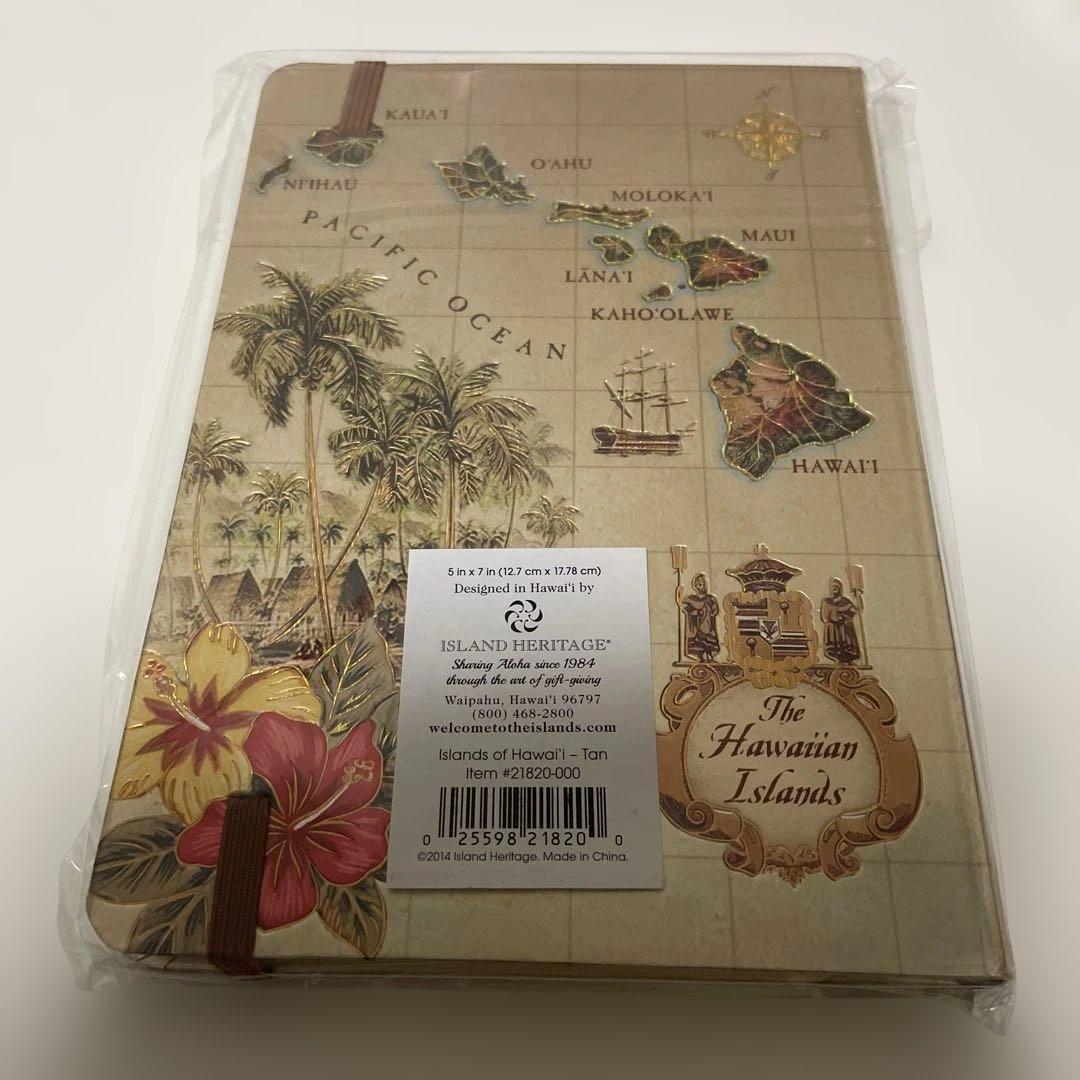 N
W
E
S
KAUA‘I
NI‘IHAU
O‘AHU
MOLOKA‘I
MAUI
LĀNA‘I
KAHO‘OLAWE
HAWAI‘I
PACIFIC OCEAN
5 in x 7 in (12.7 cm x 17.78 cm)
Designed in Hawai‘i by
ISLAND HERITAGE®
Sharing Aloha since 1984
through the art of gift-giving
Waipahu, Hawai‘i 96797
(800) 468-2800
welcometotheislands.com
Islands of Hawai‘i – Tan
Item #21820-000
0 25598 21820 0
©2014 Island Heritage. Made in China.
The
Hawaiian
Islands